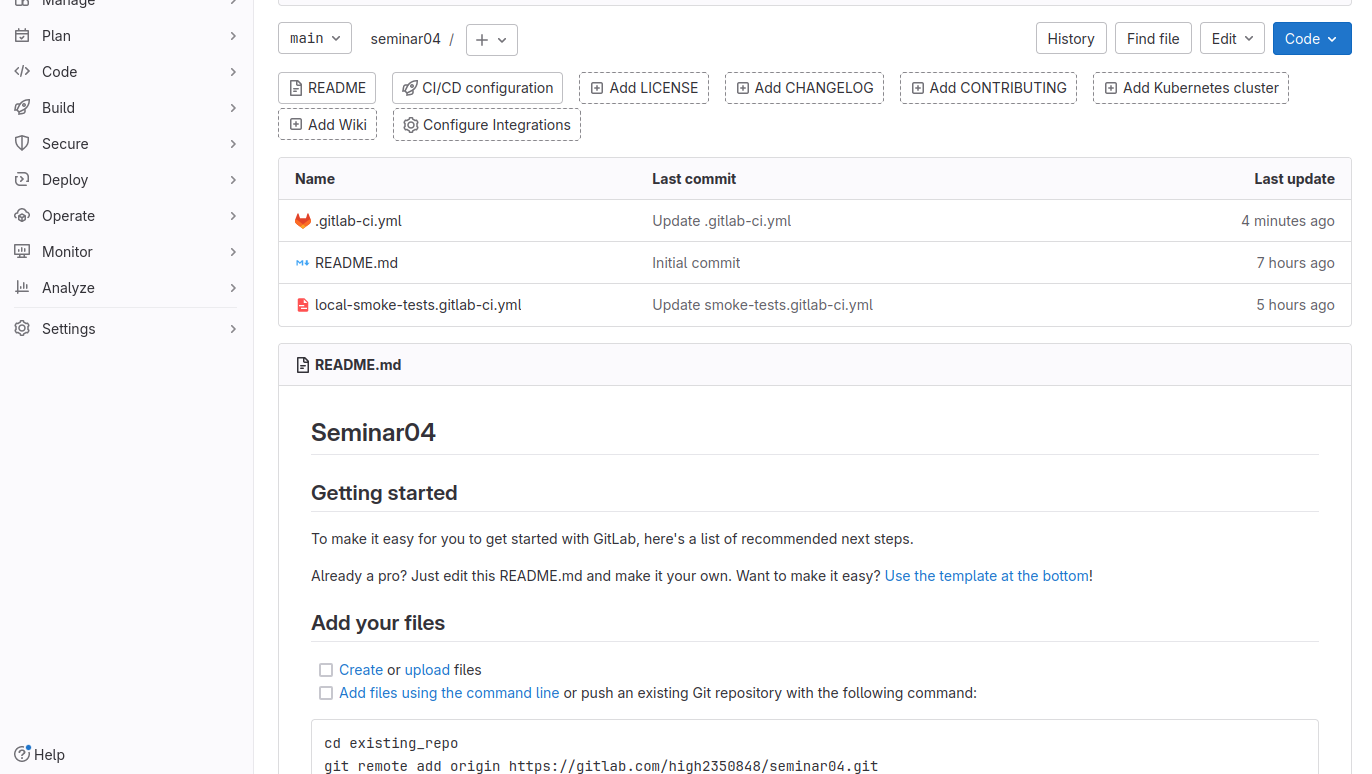 Manage
main
seminar04 /
History
Find file
Edit
Code
Plan
Code
Build
Secure
Deploy
Operate
Monitor
Analyze
Settings
Help
README
CI/CD configuration
Add LICENSE
Add CHANGELOG
Add CONTRIBUTING
Add Kubernetes cluster
Add Wiki
Configure Integrations
Name Last commit Last update
.gitlab-ci.yml Update .gitlab-ci.yml 4 minutes ago
README.md Initial commit 7 hours ago
local-smoke-tests.gitlab-ci.yml Update smoke-tests.gitlab-ci.yml 5 hours ago
README.md
Seminar04
Getting started
To make it easy for you to get started with GitLab, here's a list of recommended next steps.
Already a pro? Just edit this README.md and make it your own. Want to make it easy? Use the template at the bottom!
Add your files
Create or upload files
Add files using the command line or push an existing Git repository with the following command:
cd existing_repo
git remote add origin https://gitlab.com/high2350848/seminar04.git